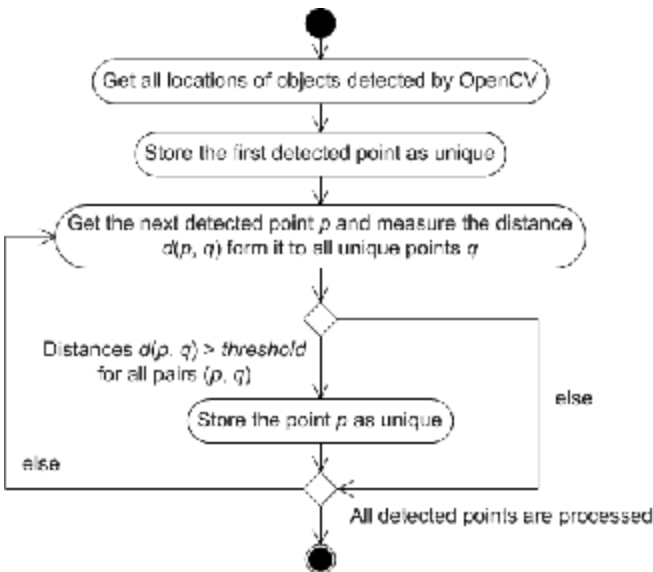 Get all locations of objects detected by OpenCV
Store the first detected point as unique
Get the next detected point p and measure the distance
d(p, q) form it to all unique points q
Distances d(p, q) > threshold
for all pairs (p, q)
else
Store the point p as unique
else
All detected points are processed